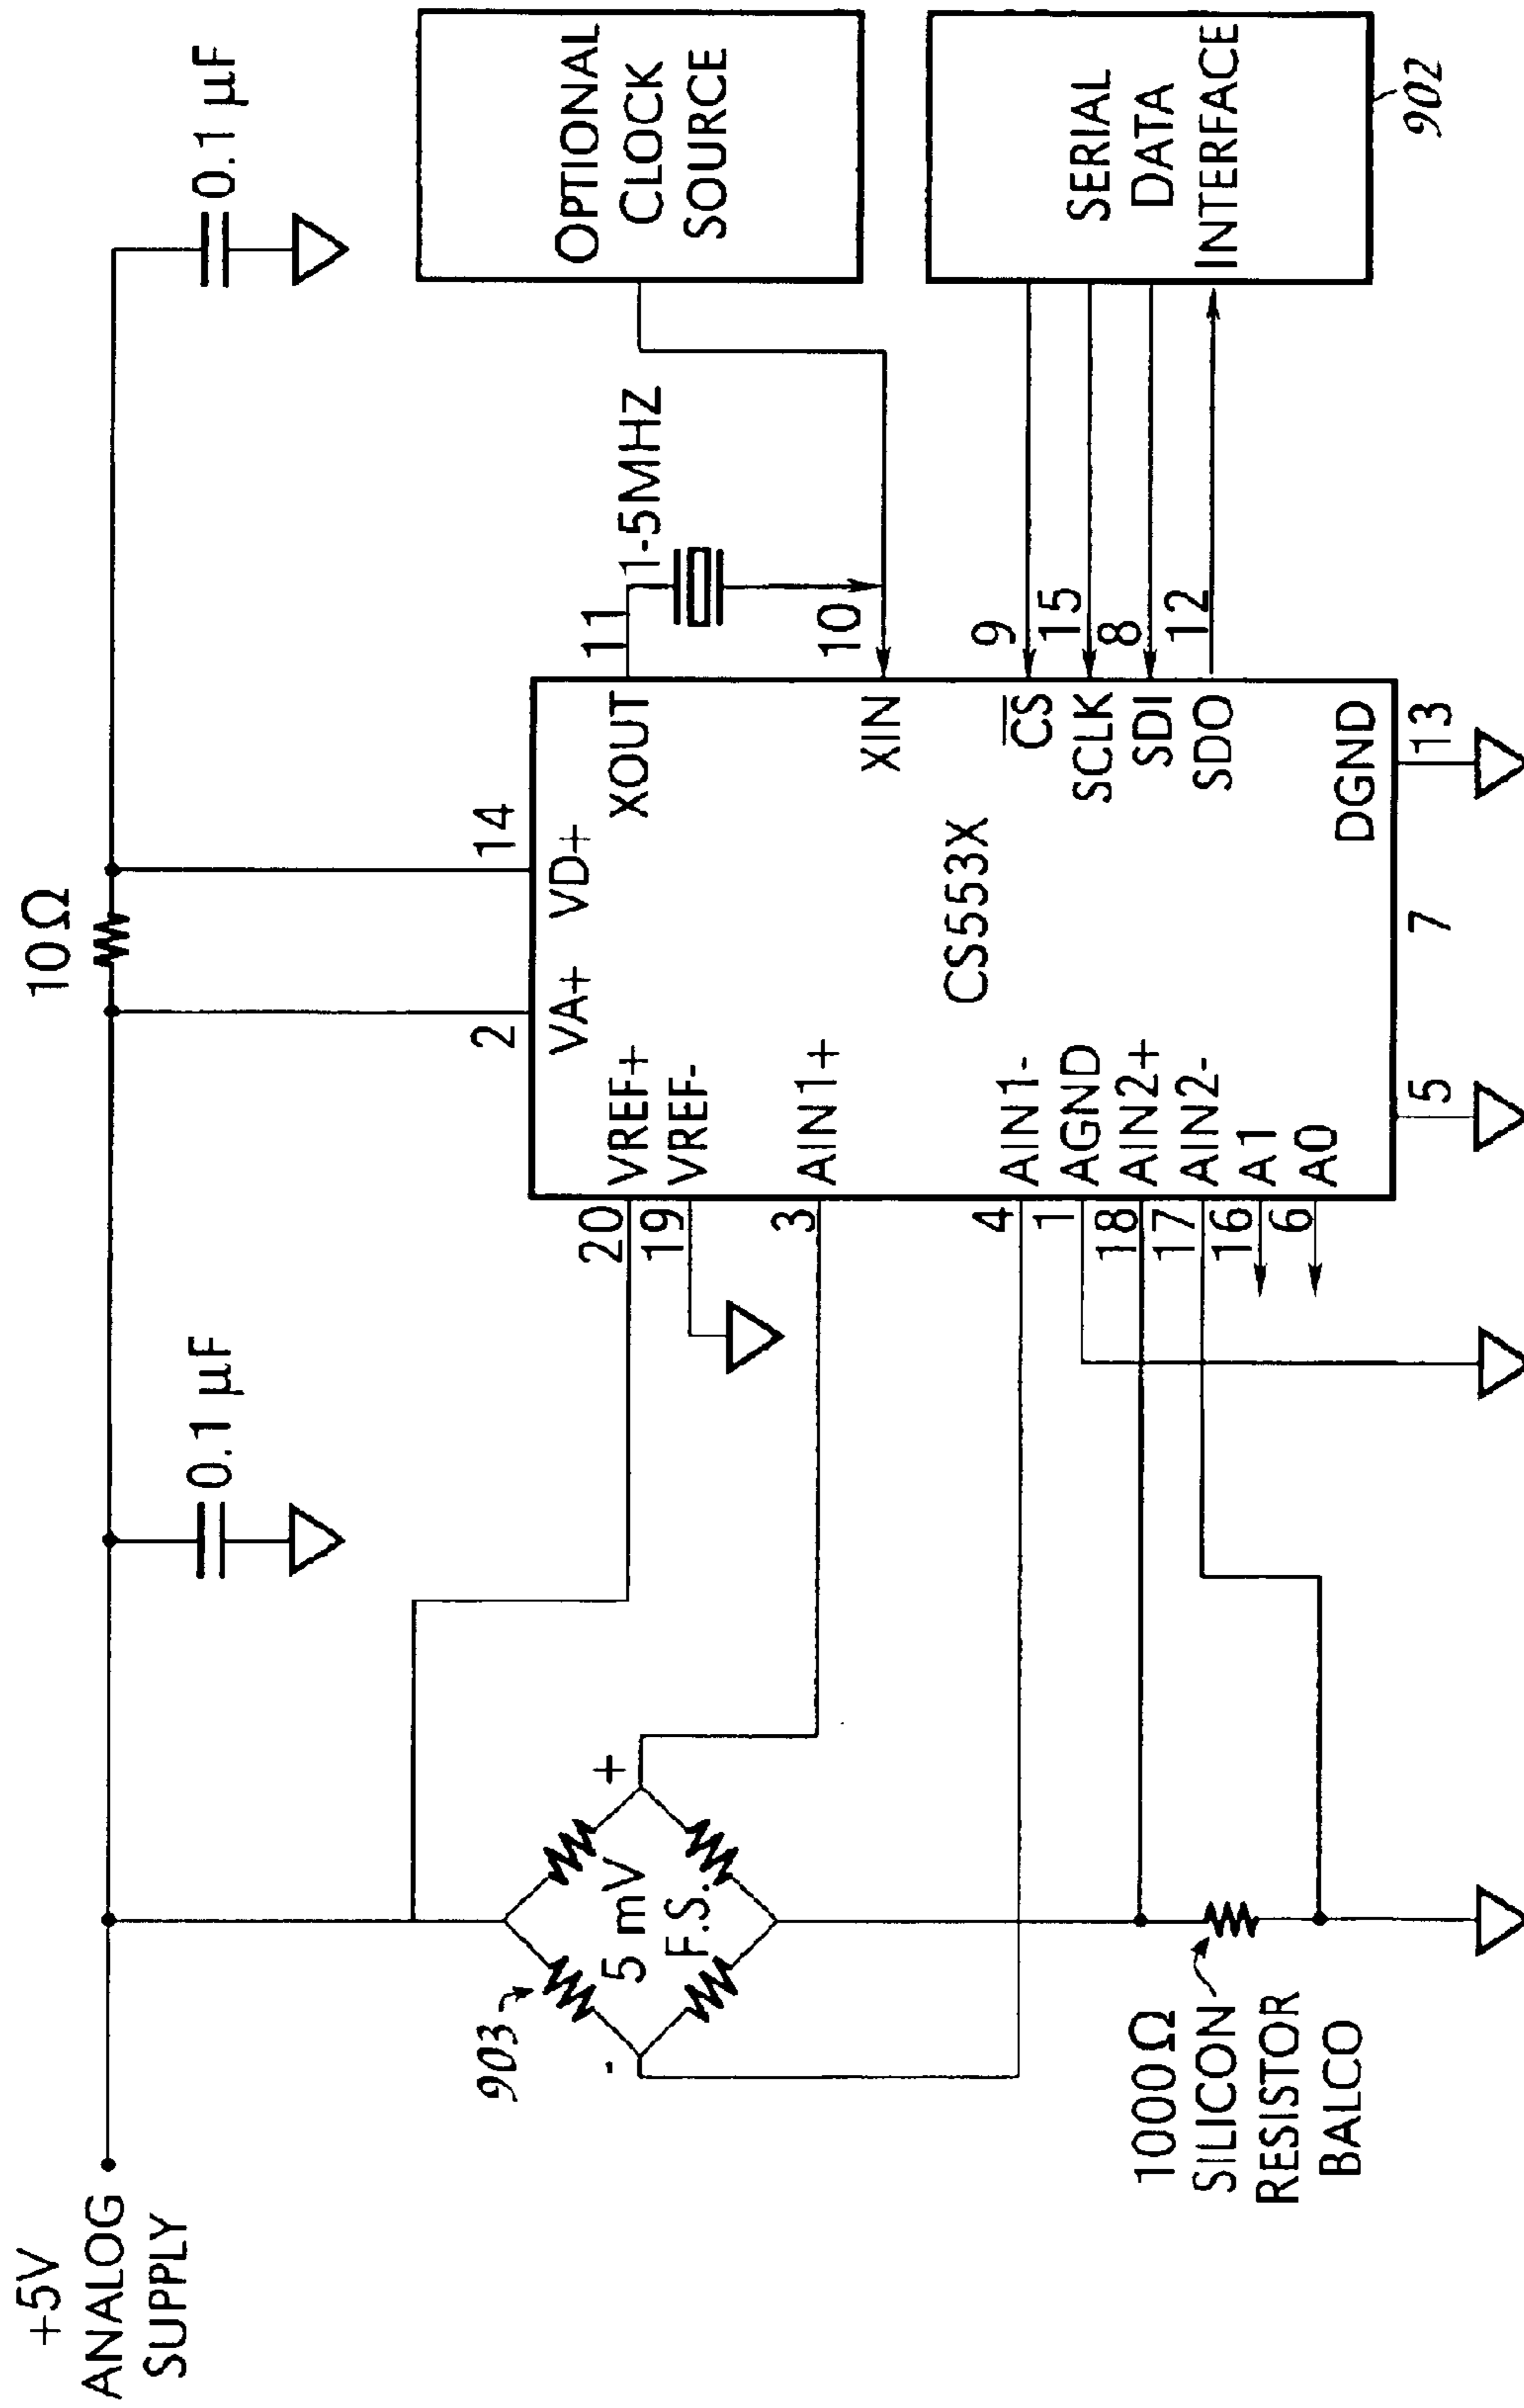 +5V
ANALOG
SUPPLY
0.1 μF
10Ω
0.1 μF
903
5 mV
F.S.
+
-
1000Ω
SILICON
RESISTOR
BALCO
2
14
VA+
VD+
20
VREF+
19
VREF-
3
AIN1+
4
AIN1-
1
AGND
18
AIN2+
17
AIN2-
16
A1
6
A0
CS553X
XOUT
11
1-5MHZ
XIN
10
CS
9
SCLK
15
SDI
8
SDO
12
DGND
5
7
13
OPTIONAL
CLOCK
SOURCE
SERIAL
DATA
INTERFACE
902